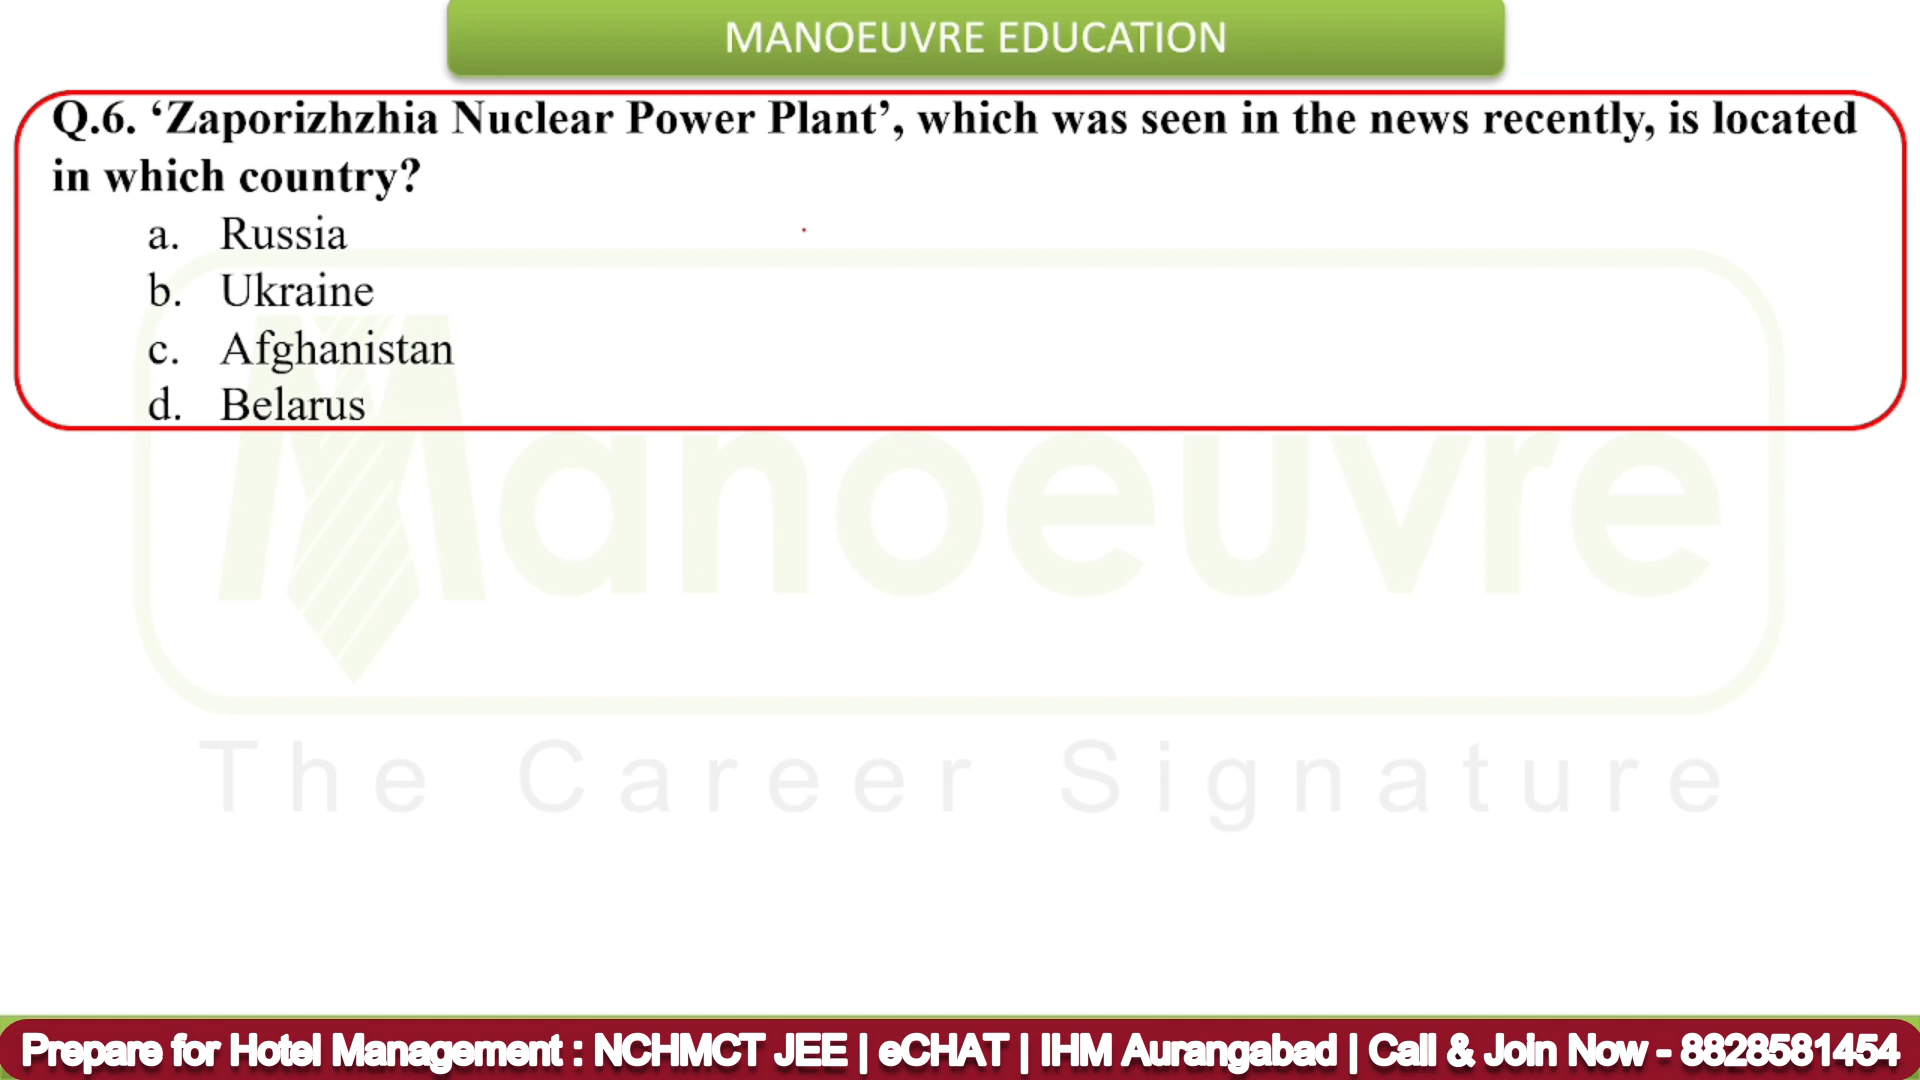 MANOEUVRE EDUCATION
Q.6. ‘Zaporizhzhia Nuclear Power Plant’, which was seen in the news recently, is located
in which country?
a. Russia
b. Ukraine
c. Afghanistan
d. Belarus
Manoeuvre
The Career Signature
Prepare for Hotel Management : NCHMCT JEE | eCHAT | IHM Aurangabad | Call & Join Now - 8828581454